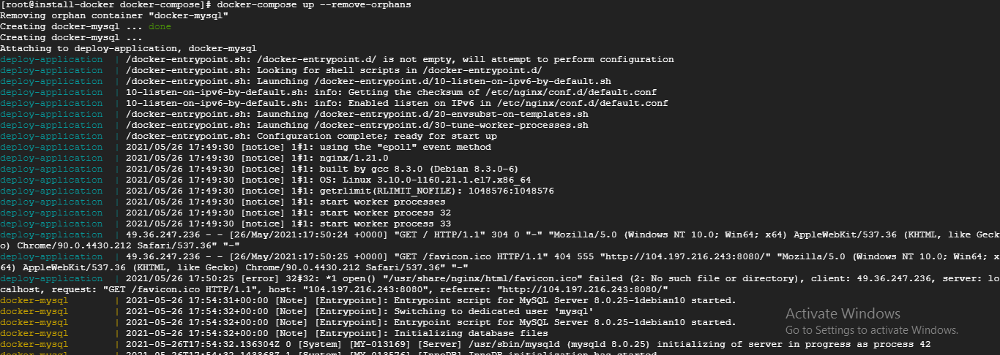 [root@install-docker docker-compose]# docker-compose up --remove-orphans
Removing orphan container "docker-mysql"
Creating docker-mysql ... done
Creating docker-mysql ...
Attaching to deploy-application, docker-mysql
deploy-application | /docker-entrypoint.sh: /docker-entrypoint.d/ is not empty, will attempt to perform configuration
deploy-application | /docker-entrypoint.sh: Looking for shell scripts in /docker-entrypoint.d/
deploy-application | /docker-entrypoint.sh: Launching /docker-entrypoint.d/10-listen-on-ipv6-by-default.sh
deploy-application | 10-listen-on-ipv6-by-default.sh: info: Getting the checksum of /etc/nginx/conf.d/default.conf
deploy-application | 10-listen-on-ipv6-by-default.sh: info: Enabled listen on IPv6 in /etc/nginx/conf.d/default.conf
deploy-application | /docker-entrypoint.sh: Launching /docker-entrypoint.d/20-envsubst-on-templates.sh
deploy-application | /docker-entrypoint.sh: Launching /docker-entrypoint.d/30-tune-worker-processes.sh
deploy-application | /docker-entrypoint.sh: Configuration complete; ready for start up
deploy-application | 2021/05/26 17:49:30 [notice] 1#1: using the "epoll" event method
deploy-application | 2021/05/26 17:49:30 [notice] 1#1: nginx/1.21.0
deploy-application | 2021/05/26 17:49:30 [notice] 1#1: built by gcc 8.3.0 (Debian 8.3.0-6)
deploy-application | 2021/05/26 17:49:30 [notice] 1#1: OS: Linux 3.10.0-1160.21.1.el7.x86_64
deploy-application | 2021/05/26 17:49:30 [notice] 1#1: getrlimit(RLIMIT_NOFILE): 1048576:1048576
deploy-application | 2021/05/26 17:49:30 [notice] 1#1: start worker processes
deploy-application | 2021/05/26 17:49:30 [notice] 1#1: start worker process 32
deploy-application | 2021/05/26 17:49:30 [notice] 1#1: start worker process 33
deploy-application | 49.36.247.236 - - [26/May/2021:17:50:24 +0000] "GET / HTTP/1.1" 304 0 "-" "Mozilla/5.0 (Windows NT 10.0; Win64; x64) AppleWebKit/537.36 (KHTML, like Geck
o) Chrome/90.0.4430.212 Safari/537.36" "-"
deploy-application | 49.36.247.236 - - [26/May/2021:17:50:25 +0000] "GET /favicon.ico HTTP/1.1" 404 555 "http://104.197.216.243:8080/" "Mozilla/5.0 (Windows NT 10.0; Win64; x
64) AppleWebKit/537.36 (KHTML, like Gecko) Chrome/90.0.4430.212 Safari/537.36" "-"
deploy-application | 2021/05/26 17:50:25 [error] 32#32: *1 open() "/usr/share/nginx/html/favicon.ico" failed (2: No such file or directory), client: 49.36.247.236, server: lo
calhost, request: "GET /favicon.ico HTTP/1.1", host: "104.197.216.243:8080", referrer: "http://104.197.216.243:8080/"
docker-mysql | 2021-05-26 17:54:31+00:00 [Note] [Entrypoint]: Entrypoint script for MySQL Server 8.0.25-1debian10 started.
docker-mysql | 2021-05-26 17:54:32+00:00 [Note] [Entrypoint]: Switching to dedicated user 'mysql'
docker-mysql | 2021-05-26 17:54:32+00:00 [Note] [Entrypoint]: Entrypoint script for MySQL Server 8.0.25-1debian10 started.
docker-mysql | 2021-05-26 17:54:32+00:00 [Note] [Entrypoint]: Initializing database files
docker-mysql | 2021-05-26T17:54:32.136304Z 0 [System] [MY-013169] [Server] /usr/sbin/mysqld (mysqld 8.0.25) initializing of server in progress as process 42
docker-mysql | 2021-05-26T17:54:32.143368Z 1 [System] [MY-013576] [InnoDB] InnoDB initialization has started.
Activate Windows
Go to Settings to activate Windows.